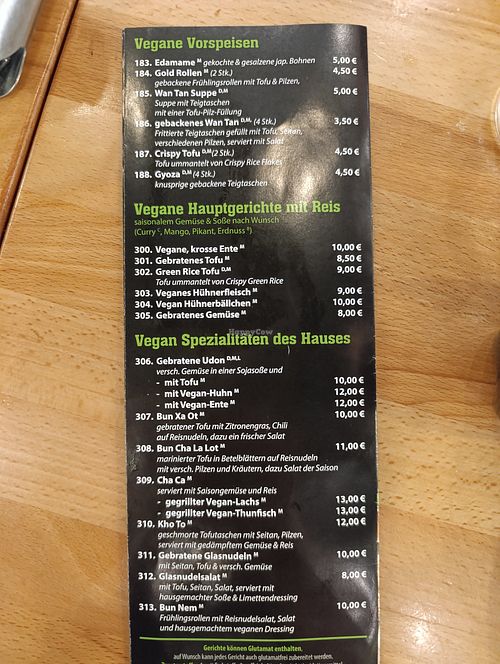 Vegane Vorspeisen
183. Edamame M gekochte & gesalzene jap. Bohnen 5,00 €
184. Gold Rollen M (2 Stk.) 4,50 €
gebackene Frühlingsrollen mit Tofu & Pilzen,
185. Wan Tan Suppe D,M 5,00 €
Suppe mit Teigtaschen
mit einer Tofu-Pilz-Füllung
186. gebackenes Wan Tan D,M, (4 Stk.) 3,50 €
Frittierte Teigtaschen gefüllt mit Tofu, Seitan,
verschiedenen Pilzen, serviert mit Salat
187. Crispy Tofu D,M (2 Stk.) 4,50 €
Tofu ummantelt von Crispy Rice Flakes
188. Gyoza D,M (4 Stk.) 4,50 €
knusprige gebackene Teigtaschen
Vegane Hauptgerichte mit Reis
saisonalem Gemüse & Soße nach Wunsch
(Curry C, Mango, Pikant, Erdnuss E)
300. Vegane, krosse Ente M 10,00 €
301. Gebratenes Tofu M 8,50 €
302. Green Rice Tofu D,M 9,00 €
Tofu ummantelt von Crispy Green Rice
303. Veganes Hühnerfleisch M 9,00 €
304. Vegan Hühnerbällchen M 10,00 €
305. Gebratenes Gemüse M 8,00 €
HappyCow
Vegan Spezialitäten des Hauses
306. Gebratene Udon D,M,L
versch. Gemüse in einer Sojasoße und
- mit Tofu M 10,00 €
- mit Vegan-Huhn M 12,00 €
- mit Vegan-Ente M 12,00 €
307. Bun Xa Ot M 10,00 €
gebratener Tofu mit Zitronengras, Chili
auf Reisnudeln, dazu ein frischer Salat
308. Bun Cha La Lot M 11,00 €
marinierter Tofu in Betelblättern auf Reisnudeln
mit versch. Pilzen und Kräutern, dazu Salat der Saison
309. Cha Ca M
serviert mit Saisongemüse und Reis
- gegrillter Vegan-Lachs M 13,00 €
- gegrillter Vegan-Thunfisch M 13,00 €
310. Kho To M 12,00 €
geschmorte Tofutaschen mit Seitan, Pilzen,
serviert mit gedämpftem Gemüse & Reis
311. Gebratene Glasnudeln M 10,00 €
mit Seitan, Tofu & versch. Gemüse
312. Glasnudelsalat M 8,00 €
mit Tofu, Seitan, Salat, serviert mit
hausgemachter Soße & Limettendressing
313. Bun Nem M 10,00 €
Frühlingsrollen mit Reisnudelsalat, Salat
und hausgemachtem veganen Dressing
Gerichte können Glutamat enthalten,
auf Wunsch kann jedes Gericht auch glutamatfrei zubereitet werden.